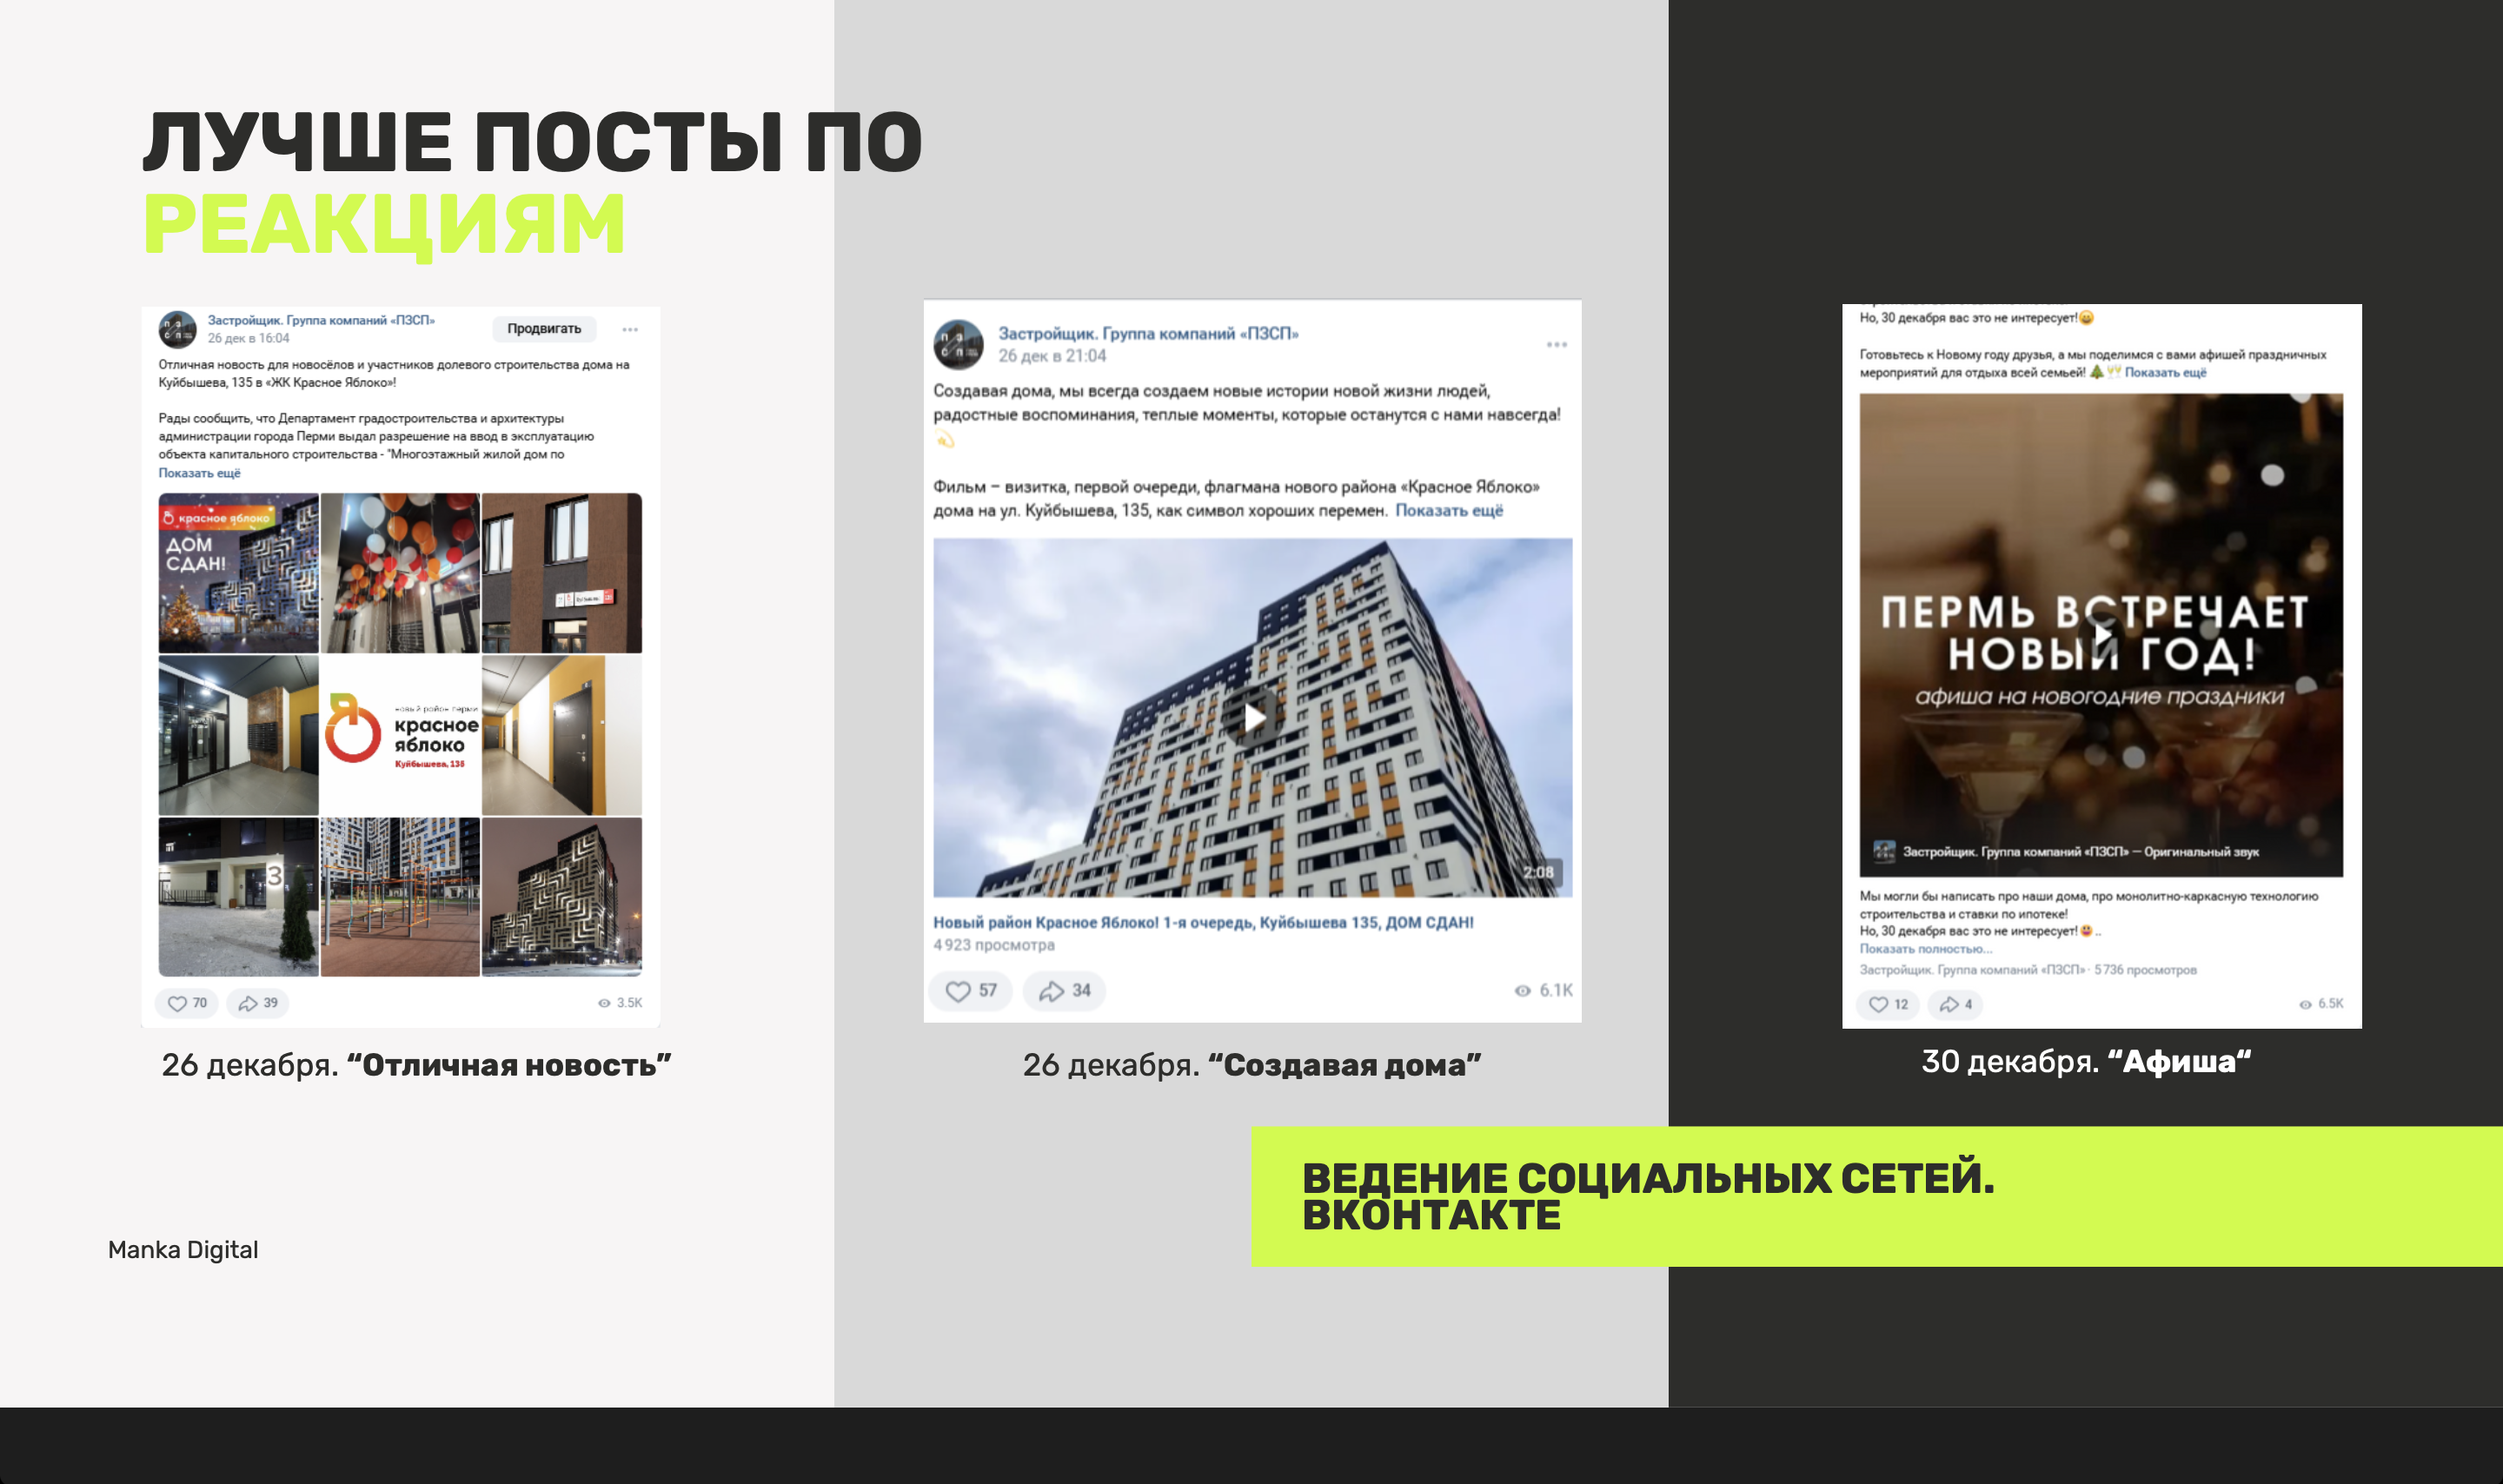 ЛУЧШЕ ПОСТЫ ПО
РЕАКЦИЯМ
Застройщик. Группа компаний «ПЗСП»
26 дек в 16:04
Продвигать
Отличная новость для новосёлов и участников долевого строительства дома на
Куйбышева, 135 в «ЖК Красное Яблоко»!
Рады сообщить, что Департамент градостроительства и архитектуры
администрации города Перми выдал разрешение на ввод в эксплуатацию
объекта капитального строительства - "Многоэтажный жилой дом по
Показать ещё
красное яблоко
ДОМ
СДАН!
новый район перми
красное
яблоко
Куйбышева, 135
3
70
39
3.5K
26 декабря. “Отличная новость”
Застройщик. Группа компаний «ПЗСП»
26 дек в 21:04
Создавая дома, мы всегда создаем новые истории новой жизни людей,
радостные воспоминания, теплые моменты, которые останутся с нами навсегда!
💫
Фильм – визитка, первой очереди, флагмана нового района «Красное Яблоко»
дома на ул. Куйбышева, 135, как символ хороших перемен. Показать ещё
2:08
Новый район Красное Яблоко! 1-я очередь, Куйбышева 135, ДОМ СДАН!
4 923 просмотра
57
34
6.1K
26 декабря. “Создавая дома”
Но, 30 декабря вас это не интересует!😄
Готовьтесь к Новому году друзья, а мы поделимся с вами афишей праздничных
мероприятий для отдыха всей семьей! 🎄🥂 Показать ещё
ПЕРМЬ ВСТРЕЧАЕТ
НОВЫЙ ГОД!
афиша на новогодние праздники
Застройщик. Группа компаний «ПЗСП» — Оригинальный звук
Мы могли бы написать про наши дома, про монолитно-каркасную технологию
строительства и ставки по ипотеке!
Но, 30 декабря вас это не интересует!😃 ..
Показать полностью...
Застройщик. Группа компаний «ПЗСП» · 5 736 просмотров
12
4
6.5K
30 декабря. “Афиша“
ВЕДЕНИЕ СОЦИАЛЬНЫХ СЕТЕЙ.
ВКОНТАКТЕ
Manka Digital